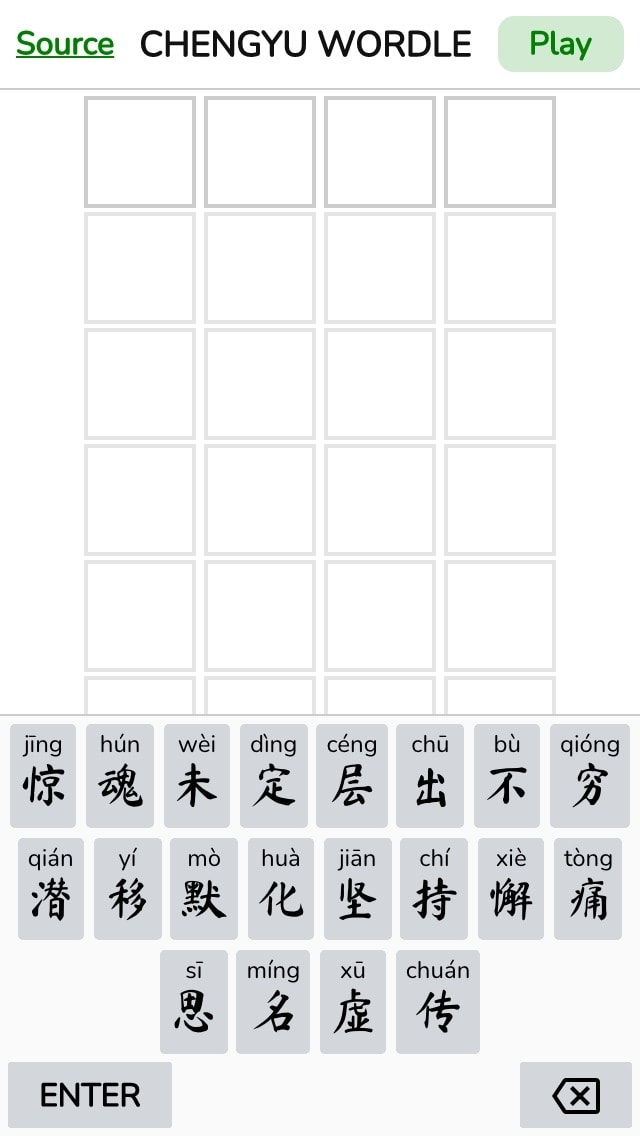 Source CHENGYU WORDLE Play
jīng hún wèi dìng céng chū bù qióng
惊 魂 未 定 层 出 不 穷
qián yí mò huà jiān chí xiè tòng
潜 移 默 化 坚 持 懈 痛
sī míng xū chuán
思 名 虚 传
ENTER